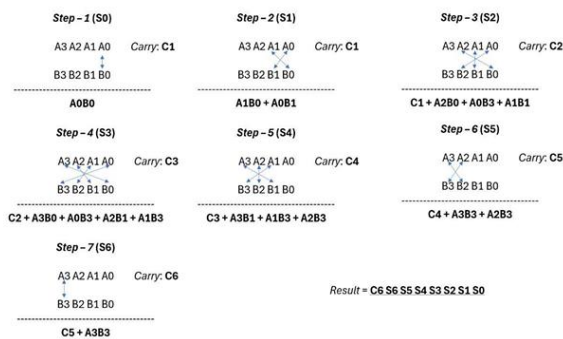 Step – 1 (S0)
A3 A2 A1 A0 Carry: C1
B3 B2 B1 B0
A0B0
Step – 2 (S1)
A3 A2 A1 A0 Carry: C1
B3 B2 B1 B0
A1B0 + A0B1
Step – 3 (S2)
A3 A2 A1 A0 Carry: C2
B3 B2 B1 B0
C1 + A2B0 + A0B3 + A1B1
Step – 4 (S3)
A3 A2 A1 A0 Carry: C3
B3 B2 B1 B0
C2 + A3B0 + A0B3 + A2B1 + A1B3
Step – 5 (S4)
A3 A2 A1 A0 Carry: C4
B3 B2 B1 B0
C3 + A3B1 + A1B3 + A2B3
Step – 6 (S5)
A3 A2 A1 A0 Carry: C5
B3 B2 B1 B0
C4 + A3B3 + A2B3
Step – 7 (S6)
A3 A2 A1 A0 Carry: C6
B3 B2 B1 B0
C5 + A3B3
Result = C6 S6 S5 S4 S3 S2 S1 S0